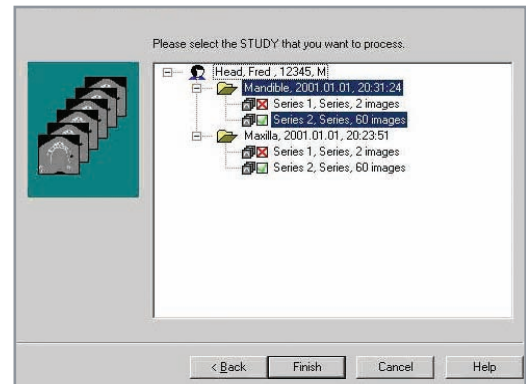 Please select the STUDY that you want to process.
Head, Fred , 12345, M
Mandible, 2001.01.01, 20:31:24
Series 1, Series, 2 images
Series 2, Series, 60 images
Maxilla, 2001.01.01, 20:23:51
Series 1, Series, 2 images
Series 2, Series, 60 images
< Back Finish Cancel Help